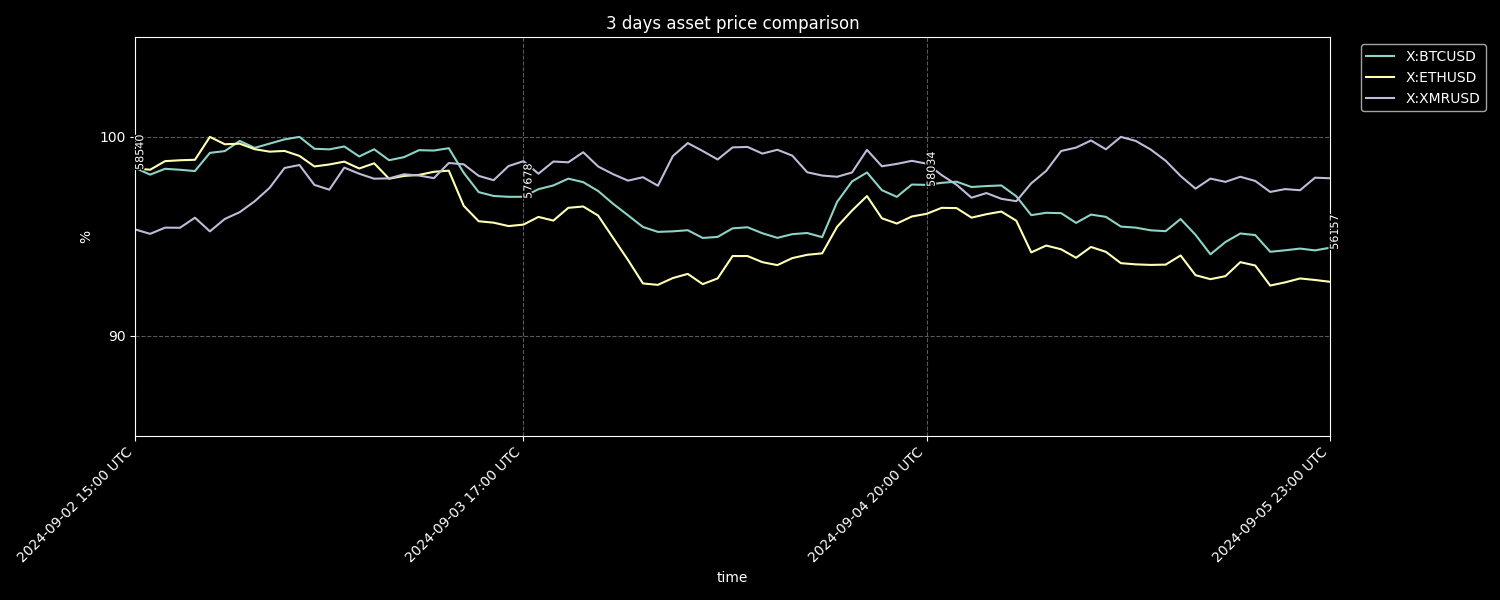 3 days asset price comparison
X:BTCUSD
X:ETHUSD
X:XMRUSD
100
90
%
58540
57678
58034
56157
2024-09-02 15:00 UTC
2024-09-03 17:00 UTC
2024-09-04 20:00 UTC
2024-09-05 23:00 UTC
time